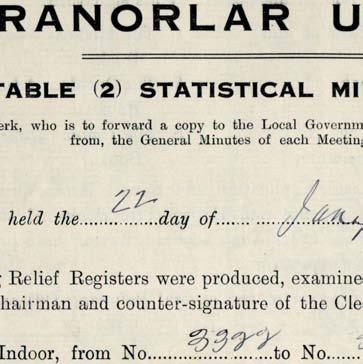 RANORLAR U
TABLE (2) STATISTICAL MI
erk, who is to forward a copy to the Local Governm
from, the General Minutes of each Meeting
held the 22 day of Jan
g Relief Registers were produced, examine
hairman and counter-signature of the Cle
Indoor, from No. 3322 to No.